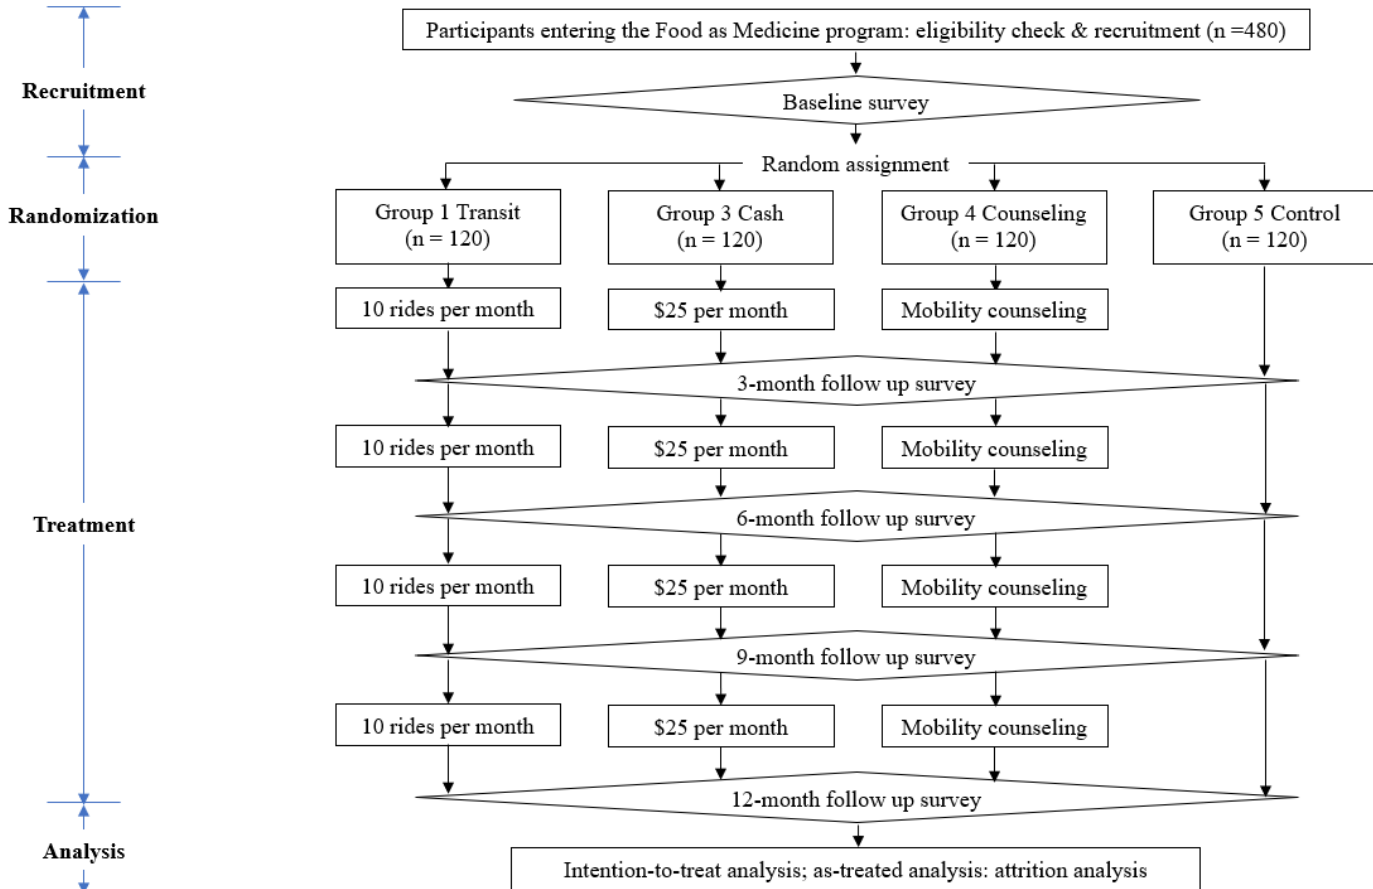 Participants entering the Food as Medicine program: eligibility check & recruitment (n =480)
Recruitment
Baseline survey
Random assignment
Randomization
Group 1 Transit
(n = 120)
Group 3 Cash
(n = 120)
Group 4 Counseling
(n = 120)
Group 5 Control
(n = 120)
10 rides per month
$25 per month
Mobility counseling
3-month follow up survey
10 rides per month
$25 per month
Mobility counseling
6-month follow up survey
Treatment
10 rides per month
$25 per month
Mobility counseling
9-month follow up survey
10 rides per month
$25 per month
Mobility counseling
12-month follow up survey
Analysis
Intention-to-treat analysis; as-treated analysis: attrition analysis